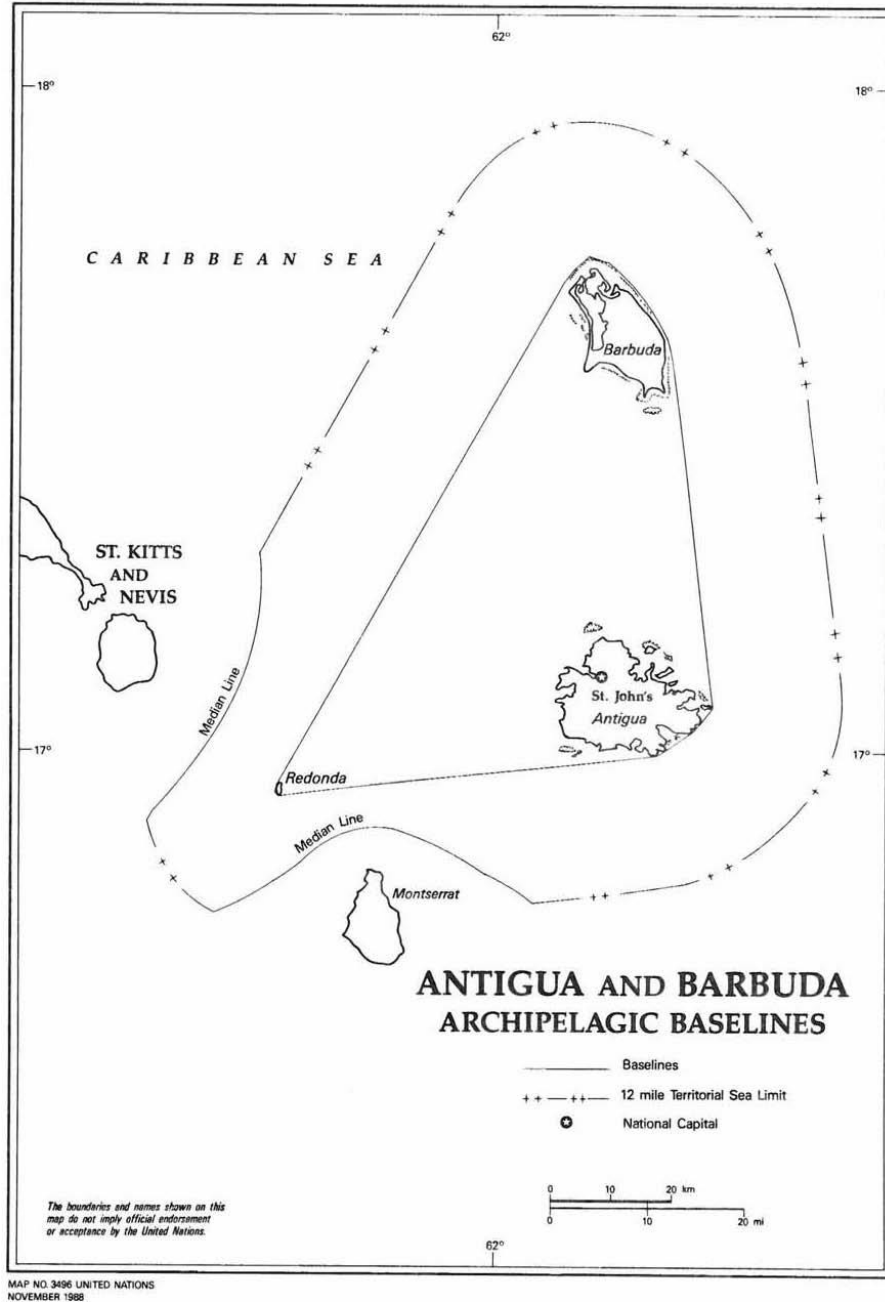 62°
18°
18°
CARIBBEAN SEA
Barbuda
ST. KITTS
AND
NEVIS
Median Line
St. John's
Antigua
17°
17°
Redonda
Median Line
Montserrat
ANTIGUA AND BARBUDA
ARCHIPELAGIC BASELINES
Baselines
12 mile Territorial Sea Limit
National Capital
0 10 20 km
0 10 20 mi
The boundaries and names shown on this
map do not imply official endorsement
or acceptance by the United Nations.
62°
MAP NO. 3496 UNITED NATIONS
NOVEMBER 1988